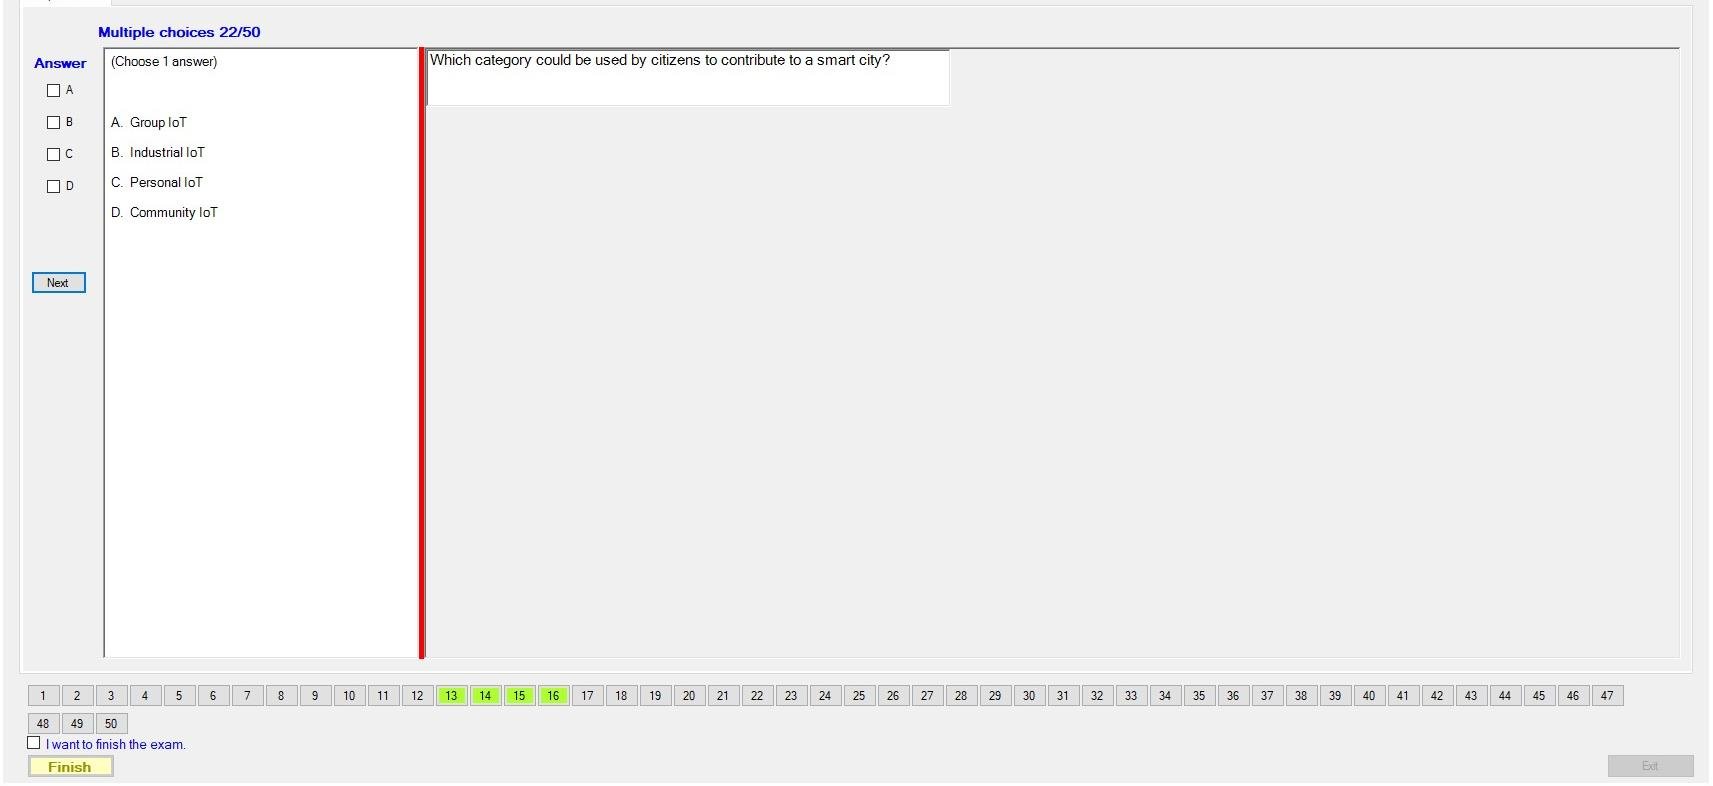 Multiple choices 22/50
Answer
(Choose 1 answer)
Which category could be used by citizens to contribute to a smart city?
A
B
C
D
A. Group IoT
B. Industrial IoT
C. Personal IoT
D. Community IoT
Next
1 2 3 4 5 6 7 8 9 10 11 12 13 14 15 16 17 18 19 20 21 22 23 24 25 26 27 28 29 30 31 32 33 34 35 36 37 38 39 40 41 42 43 44 45 46 47
48 49 50
I want to finish the exam.
Finish
Exit